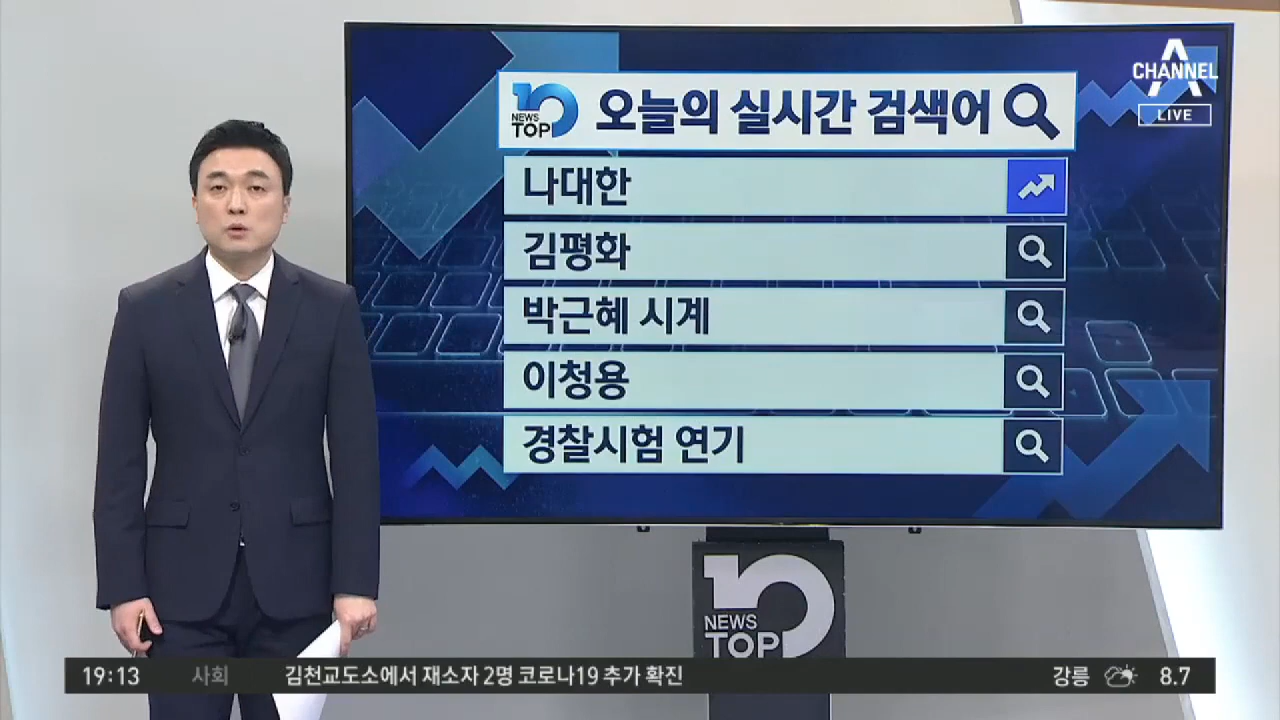 CHANNEL A
LIVE
NEWS TOP 10 오늘의 실시간 검색어
나대한
김평화
박근혜 시계
이청용
경찰시험 연기
10
NEWS
TOP
19:13 사회 김천교도소에서 재소자 2명 코로나19 추가 확진 강릉 8.7